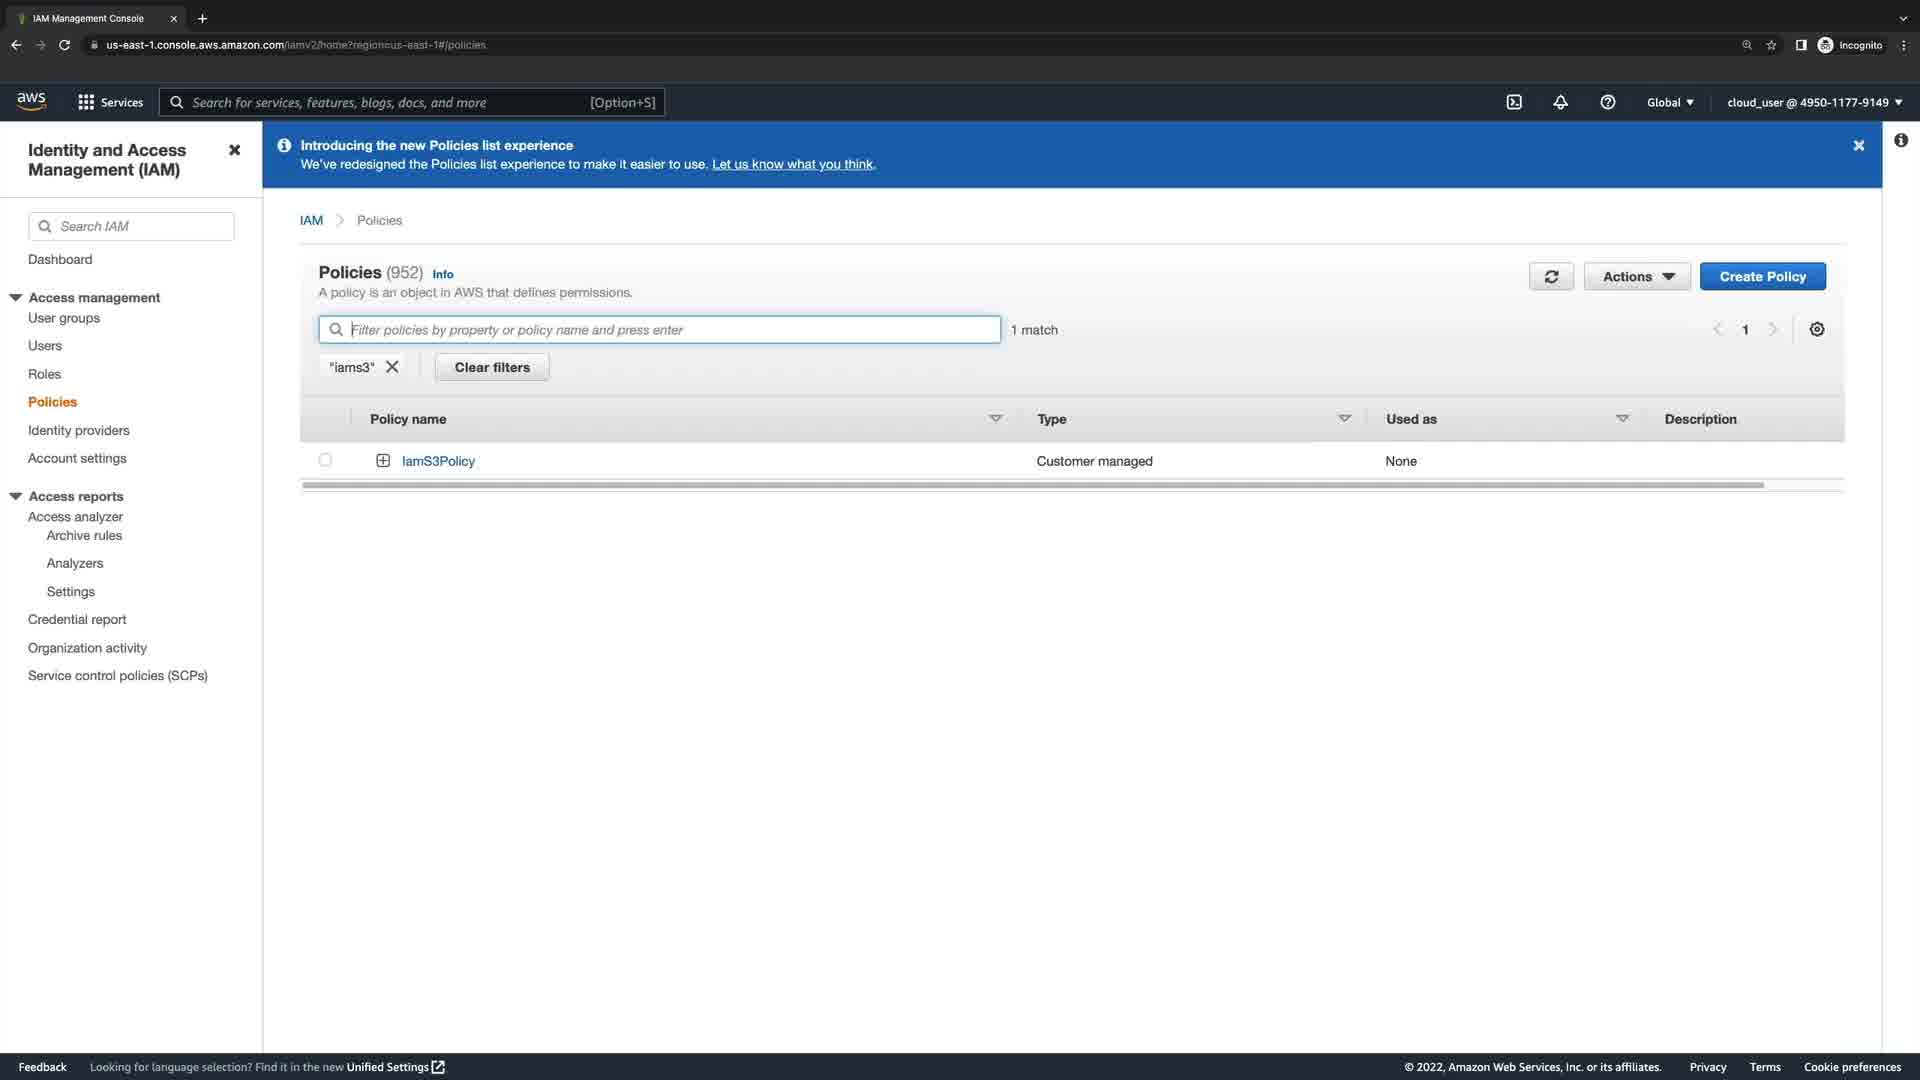 IAM Management Console
us-east-1.console.aws.amazon.com/iamv2/home?region=us-east-1#/policies
Incognito
aws
Services
Search for services, features, blogs, docs, and more
[Option+S]
Global
cloud_user @ 4950-1177-9149
Identity and Access
Management (IAM)
Search IAM
Dashboard
Access management
User groups
Users
Roles
Policies
Identity providers
Account settings
Access reports
Access analyzer
Archive rules
Analyzers
Settings
Credential report
Organization activity
Service control policies (SCPs)
Introducing the new Policies list experience
We've redesigned the Policies list experience to make it easier to use. Let us know what you think.
IAM
Policies
Policies (952) Info
A policy is an object in AWS that defines permissions.
Actions
Create Policy
Filter policies by property or policy name and press enter
1 match
1
"iams3"
Clear filters
Policy name
Type
Used as
Description
IamS3Policy
Customer managed
None
Feedback
Looking for language selection? Find it in the new Unified Settings
© 2022, Amazon Web Services, Inc. or its affiliates.
Privacy
Terms
Cookie preferences